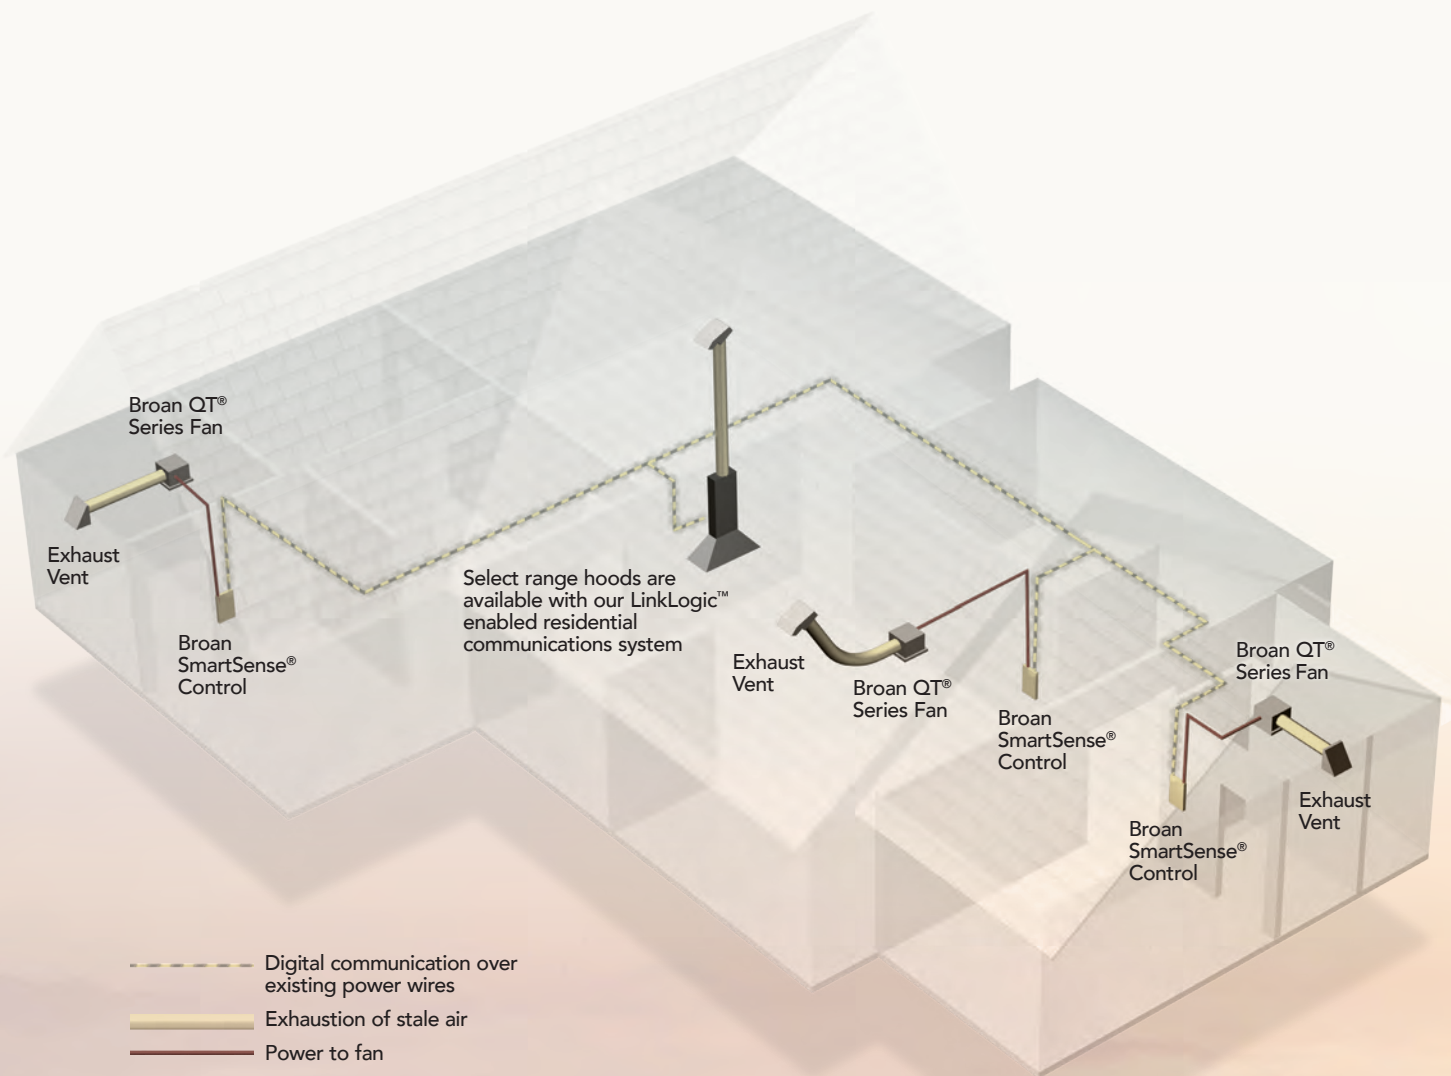 Broan QT®
Series Fan
Exhaust
Vent
Broan
SmartSense®
Control
Select range hoods are
available with our LinkLogic™
enabled residential
communications system
Exhaust
Vent
Broan QT®
Series Fan
Broan
SmartSense®
Control
Broan QT®
Series Fan
Exhaust
Vent
Broan
SmartSense®
Control
Digital communication over
existing power wires
Exhaustion of stale air
Power to fan